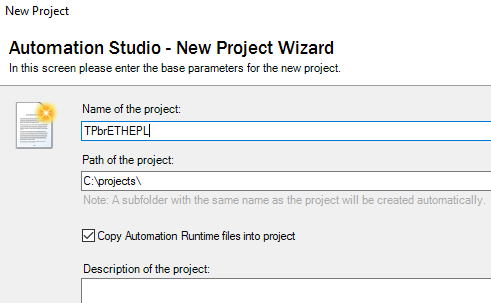 New Project
Automation Studio - New Project Wizard
In this screen please enter the base parameters for the new project.
Name of the project:
TPbrETHEPL
Path of the project:
C:\projects\
Note: A subfolder with the same name as the project will be created automatically.
Copy Automation Runtime files into project
Description of the project: